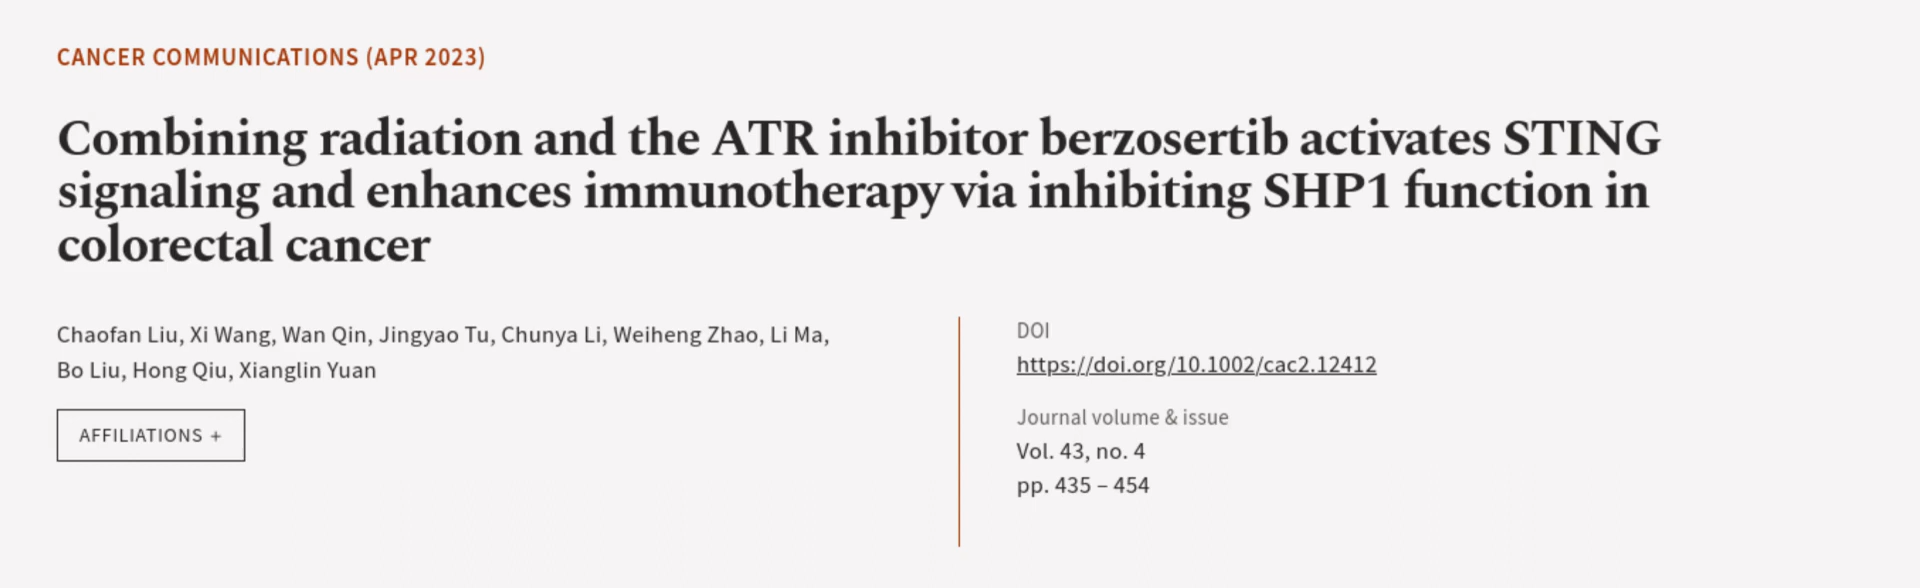 CANCER COMMUNICATIONS (APR 2023)
Combining radiation and the ATR inhibitor berzosertib activates STING
signaling and enhances immunotherapy via inhibiting SHP1 function in
colorectal cancer
Chaofan Liu, Xi Wang, Wan Qin, Jingyao Tu, Chunya Li, Weiheng Zhao, Li Ma,
Bo Liu, Hong Qiu, Xianglin Yuan
AFFILIATIONS +
DOI
https://doi.org/10.1002/cac2.12412
Journal volume & issue
Vol. 43, no. 4
pp. 435 – 454